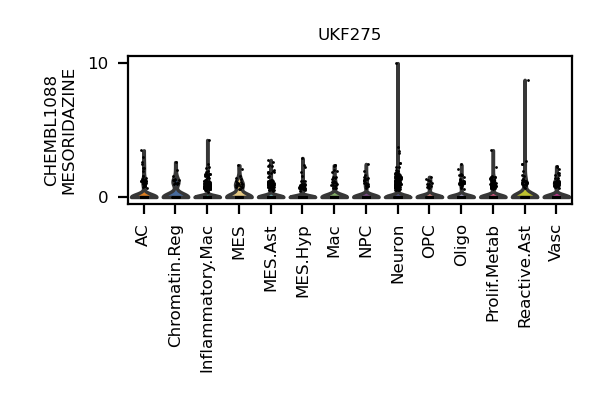 UKF275
CHEMBL1088
MESORIDAZINE
10
0
AC
Chromatin.Reg
Inflammatory.Mac
MES
MES.Ast
MES.Hyp
Mac
NPC
Neuron
OPC
Oligo
Prolif.Metab
Reactive.Ast
Vasc